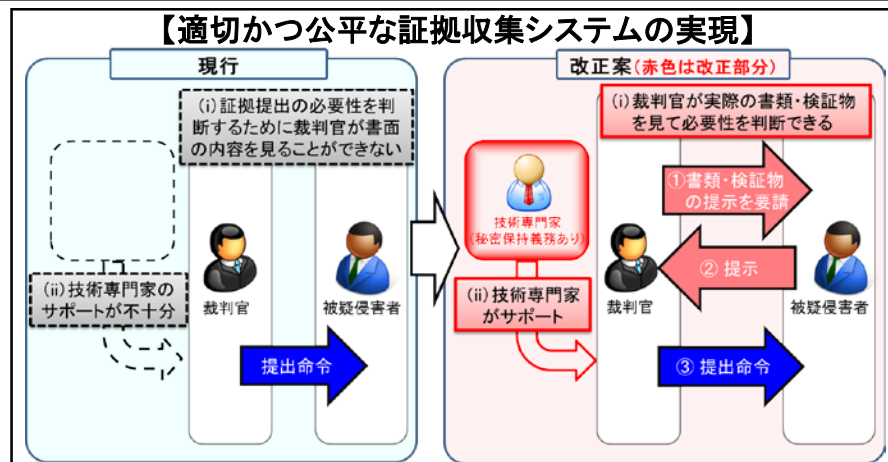 【適切かつ公平な証拠収集システムの実現】
現行
(ⅰ)証拠提出の必要性を判
断するために裁判官が書面
の内容を見ることができない
(ⅱ)技術専門家の
サポートが不十分
裁判官
被疑侵害者
提出命令
改正案(赤色は改正部分)
(ⅰ)裁判官が実際の書類・検証物
を見て必要性を判断できる
技術専門家
(秘密保持義務あり)
①書類・検証物
の提示を要請
② 提示
(ⅱ)技術専門家
がサポート
裁判官
被疑侵害者
③ 提出命令